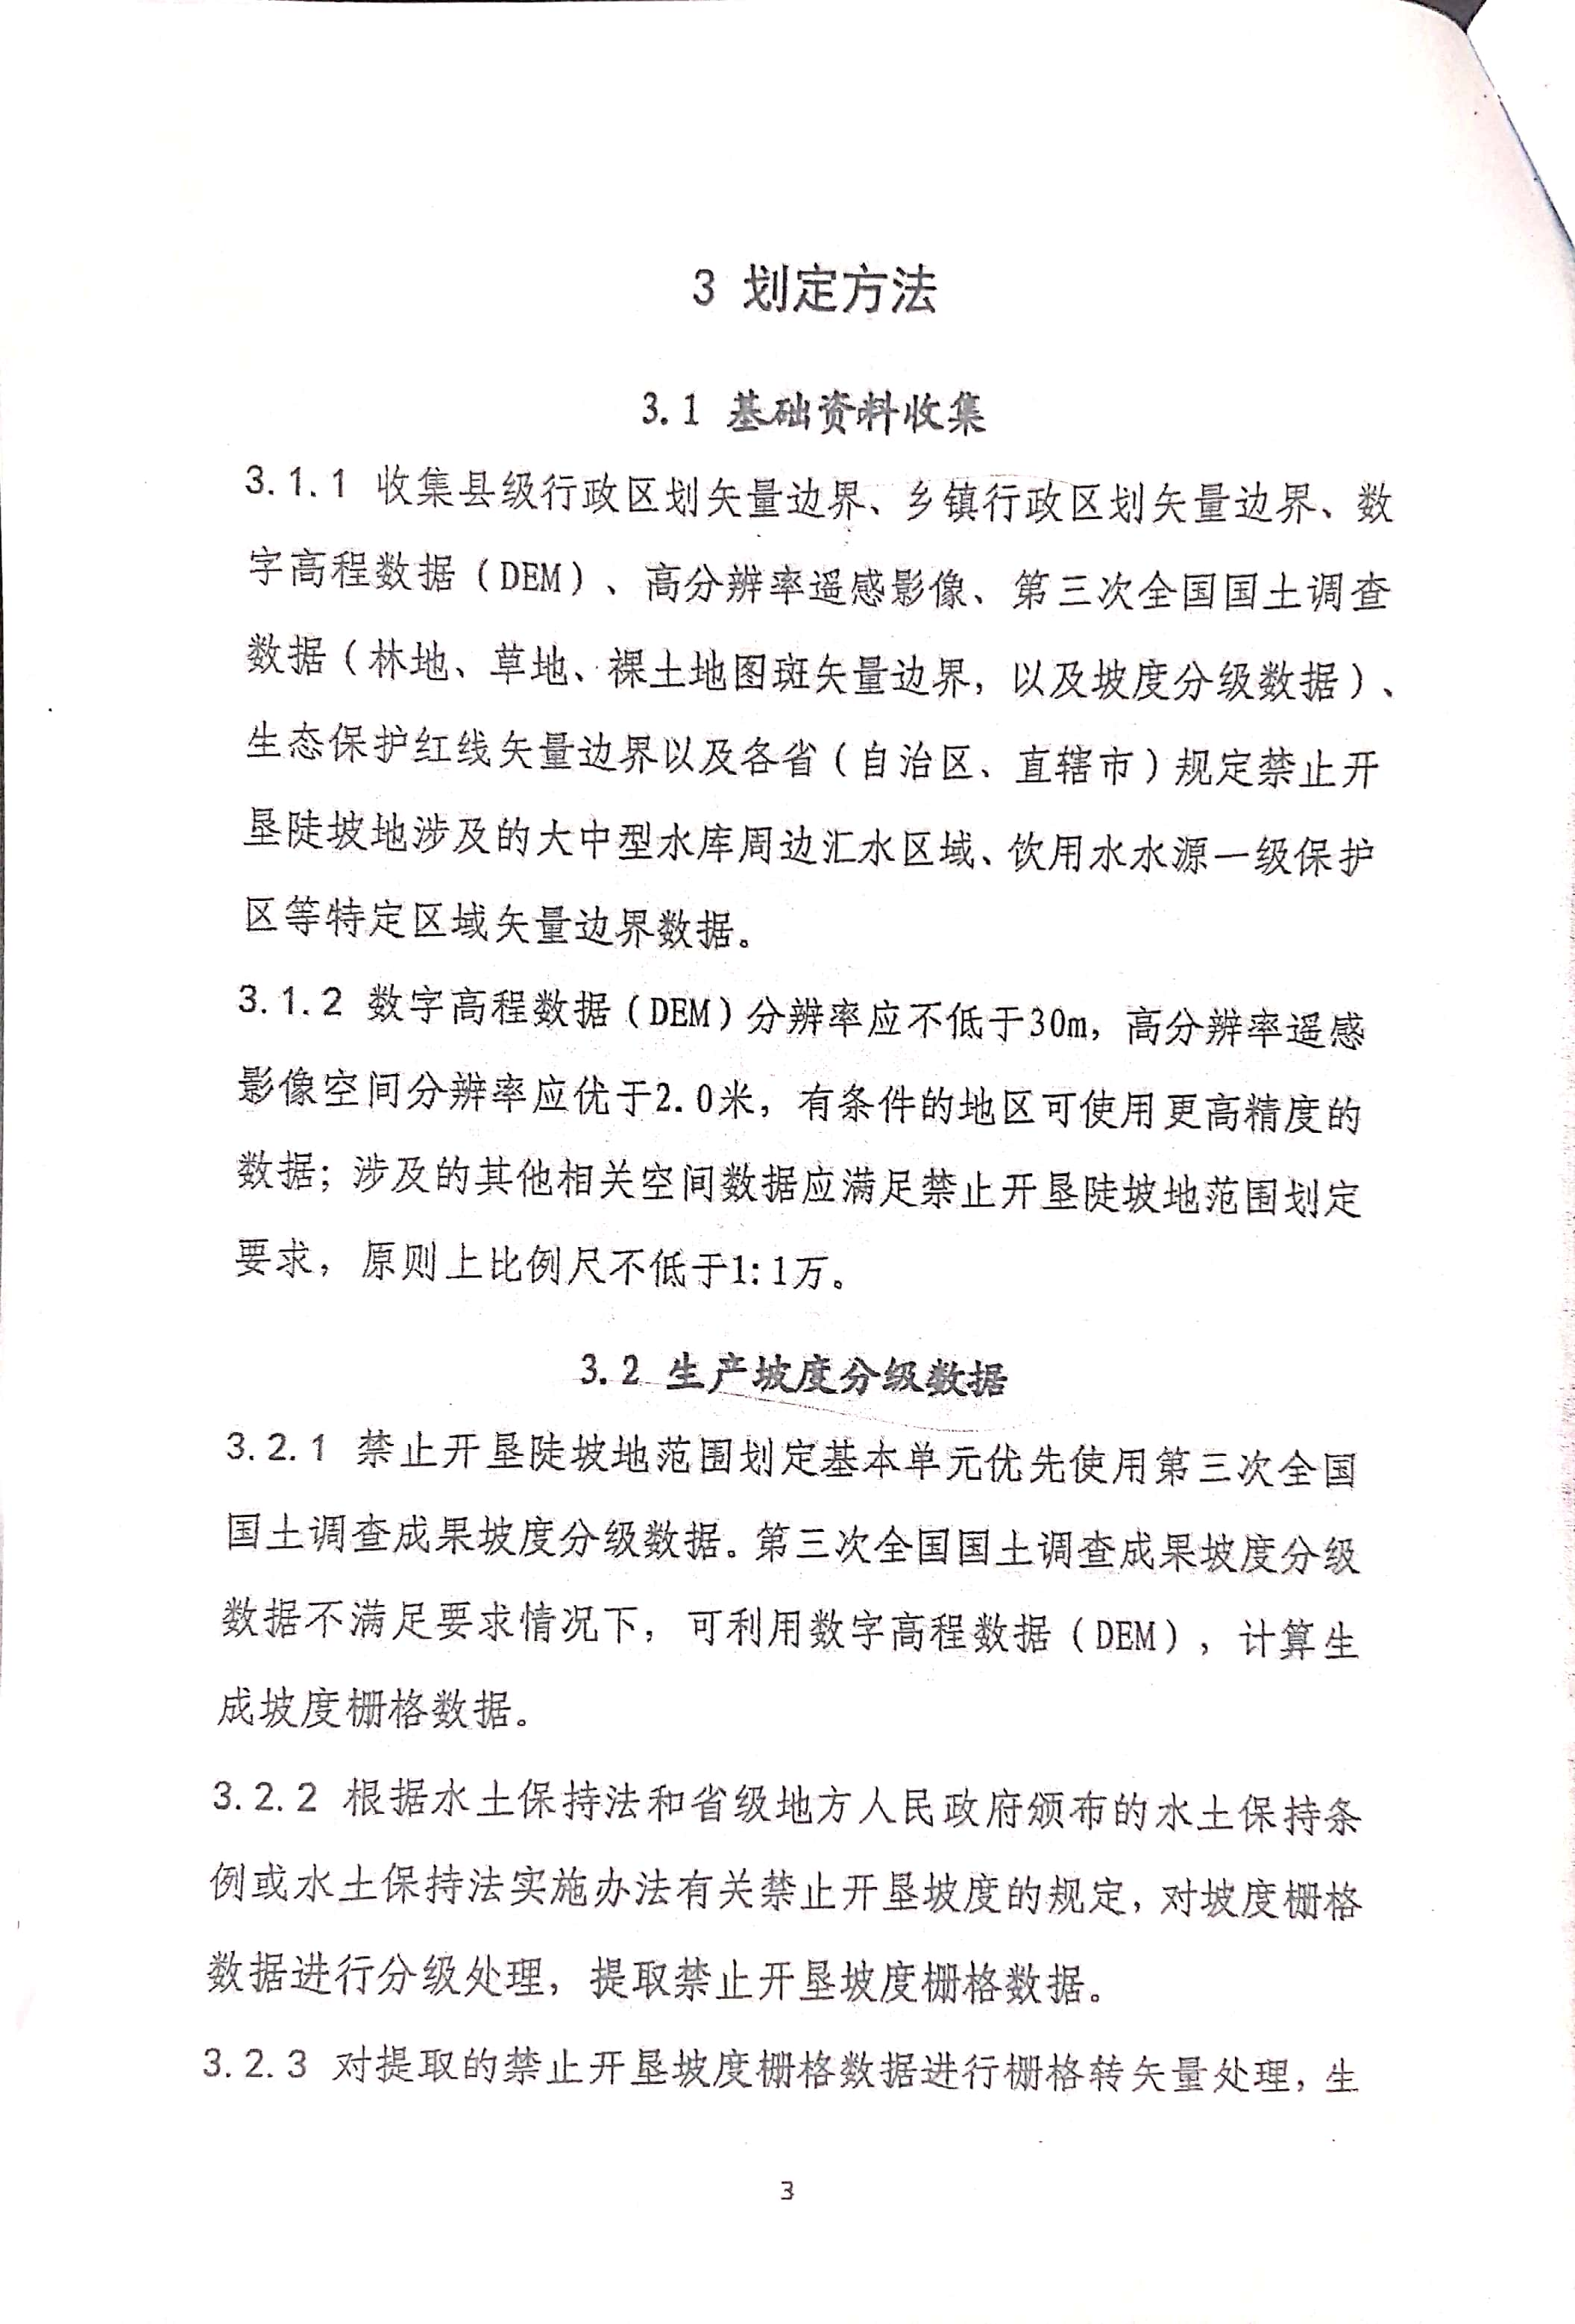 3 划定方法
3.1 基础资料收集
3.1.1 收集县级行政区划矢量边界、乡镇行政区划矢量边界、数
字高程数据(DEM)、高分辨率遥感影像、第三次全国国土调查
数据(林地、草地、裸土地图斑矢量边界,以及坡度分级数据)、
生态保护红线矢量边界以及各省(自治区、直辖市)规定禁止开
垦陡坡地涉及的大中型水库周边汇水区域、饮用水水源一级保护
区等特定区域矢量边界数据。
3.1.2 数字高程数据(DEM)分辨率应不低于30m,高分辨率遥感
影像空间分辨率应优于2.0米,有条件的地区可使用更高精度的
数据;涉及的其他相关空间数据应满足禁止开垦陡坡地范围划定
要求,原则上比例尺不低于1:1万。
3.2 生产坡度分级数据
3.2.1 禁止开垦陡坡地范围划定基本单元优先使用第三次全国
国土调查成果坡度分级数据。第三次全国国土调查成果坡度分级
数据不满足要求情况下,可利用数字高程数据(DEM),计算生
成坡度栅格数据。
3.2.2 根据水土保持法和省级地方人民政府颁布的水土保持条
例或水土保持法实施办法有关禁止开垦坡度的规定,对坡度栅格
数据进行分级处理,提取禁止开垦坡度栅格数据。
3.2.3 对提取的禁止开垦坡度栅格数据进行栅格转矢量处理,生
3